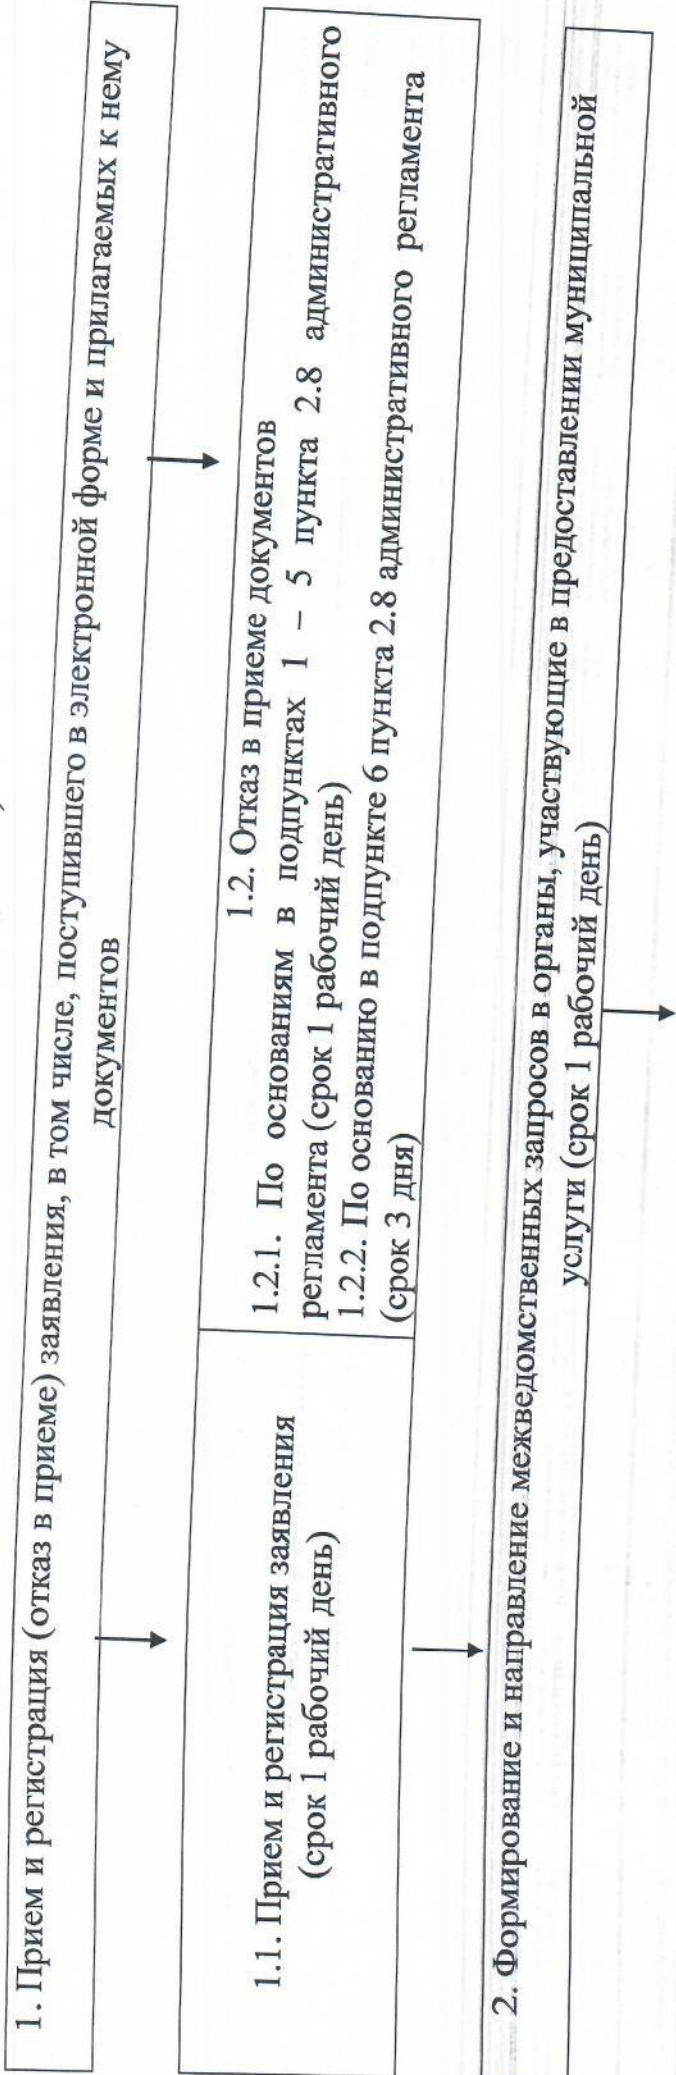 1. Прием и регистрация (отказ в приеме) заявления, в том числе, поступившего в электронной форме и прилагаемых к нему
документов
1.1. Прием и регистрация заявления
(срок 1 рабочий день)
1.2. Отказ в приеме документов
1.2.1. По основаниям в подпунктах 1 – 5 пункта 2.8 административного
регламента (срок 1 рабочий день)
1.2.2. По основанию в подпункте 6 пункта 2.8 административного регламента
(срок 3 дня)
2. Формирование и направление межведомственных запросов в органы, участвующие в предоставлении муниципальной
услуги (срок 1 рабочий день)